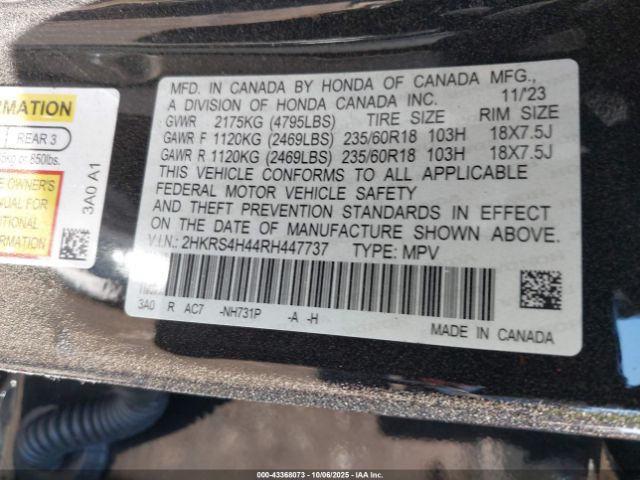 MFD. IN CANADA BY HONDA OF CANADA MFG.,
A DIVISION OF HONDA CANADA INC. 11/'23
GVWR 2175KG (4795LBS) TIRE SIZE RIM SIZE
GAWR F 1120KG (2469LBS) 235/60R18 103H 18X7.5J
GAWR R 1120KG (2469LBS) 235/60R18 103H 18X7.5J
THIS VEHICLE CONFORMS TO ALL APPLICABLE
FEDERAL MOTOR VEHICLE SAFETY
AND THEFT PREVENTION STANDARDS IN EFFECT
ON THE DATE OF MANUFACTURE SHOWN ABOVE.
V.I.N.: 2HKRS4H44RH447737 TYPE: MPV
3A0 R AC7 -NH731P -A -H
MADE IN CANADA
REAR 3
or 850lbs.
OWNER'S
FOR
3A0 A1
000-43368073 | 10/06/2025 | IAA Inc.